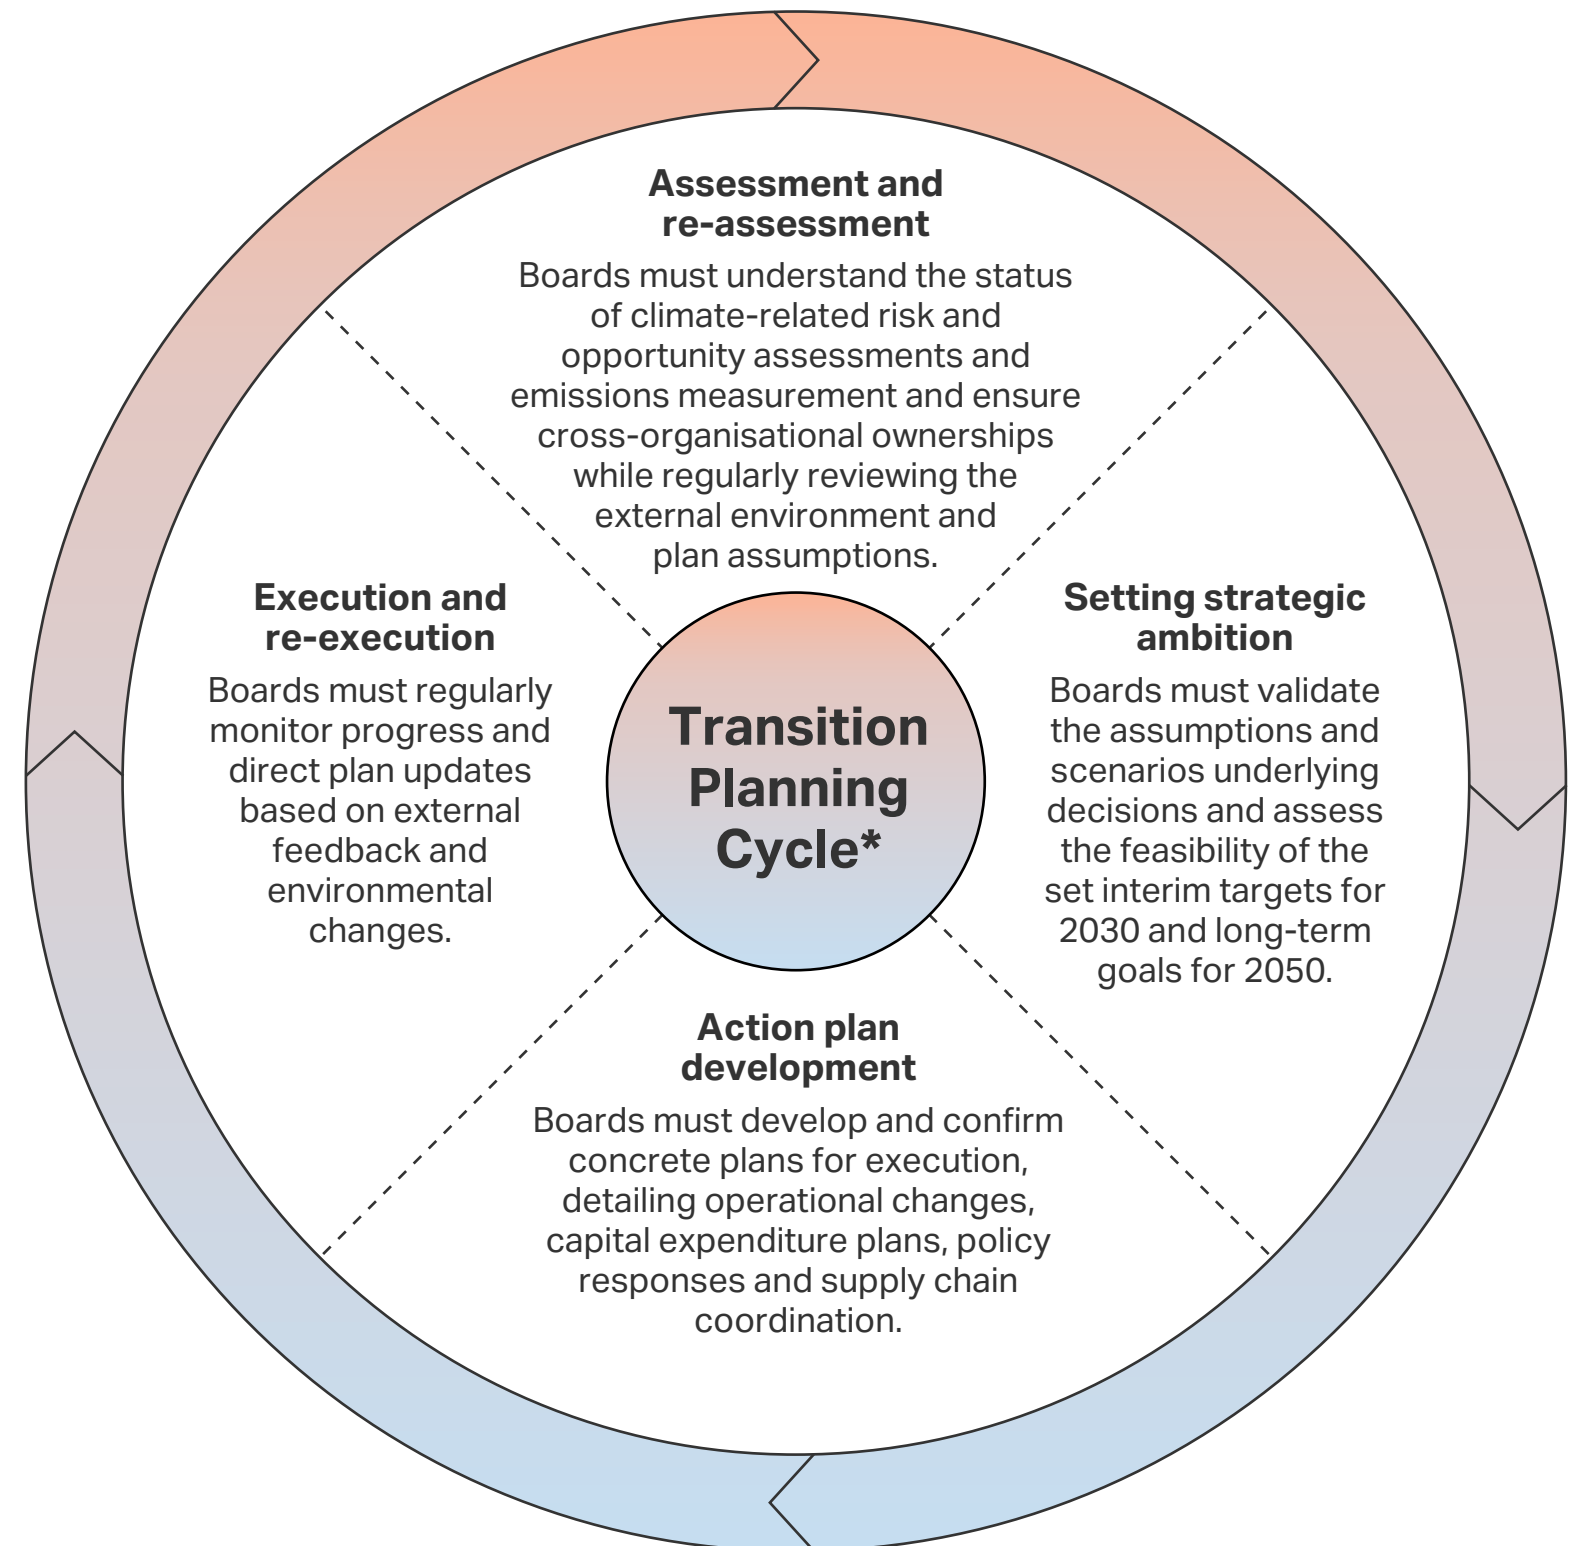 Assessment and
re-assessment
Boards must understand the status
of climate-related risk and
opportunity assessments and
emissions measurement and ensure
cross-organisational ownerships
while regularly reviewing the
external environment and
plan assumptions.
Setting strategic
ambition
Boards must validate
the assumptions and
scenarios underlying
decisions and assess
the feasibility of the
set interim targets for
2030 and long-term
goals for 2050.
Action plan
development
Boards must develop and confirm
concrete plans for execution,
detailing operational changes,
capital expenditure plans, policy
responses and supply chain
coordination.
Execution and
re-execution
Boards must regularly
monitor progress and
direct plan updates
based on external
feedback and
environmental
changes.
Transition
Planning
Cycle*